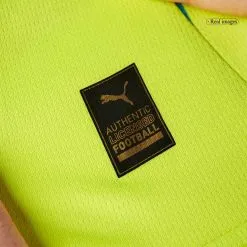 Real images
AUTHENTIC
LICENSED
FOOTBALL